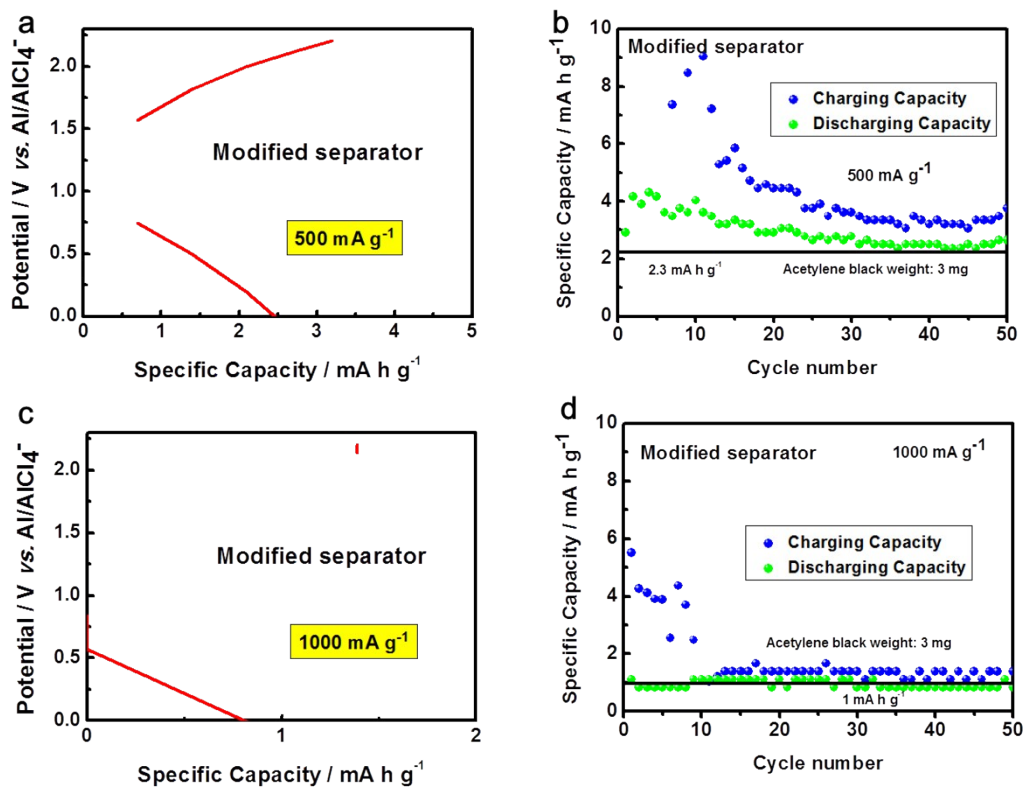 a
Potential / V vs. Al/AlCl₄⁻
2.0
1.5
1.0
0.5
0.0
Modified separator
500 mA g⁻¹
0 1 2 3 4 5
Specific Capacity / mA h g⁻¹
b
Specific Capacity / mA h g⁻¹
10
8
6
4
2
0
Modified separator
Charging Capacity
Discharging Capacity
500 mA g⁻¹
2.3 mA h g⁻¹ Acetylene black weight: 3 mg
0 10 20 30 40 50
Cycle number
c
Potential / V vs. Al/AlCl₄⁻
2.0
1.5
1.0
0.5
0.0
Modified separator
1000 mA g⁻¹
0 1 2
Specific Capacity / mA h g⁻¹
d
Specific Capacity / mA h g⁻¹
10
8
6
4
2
0
Modified separator 1000 mA g⁻¹
Charging Capacity
Discharging Capacity
Acetylene black weight: 3 mg
1 mA h g⁻¹
0 10 20 30 40 50
Cycle number